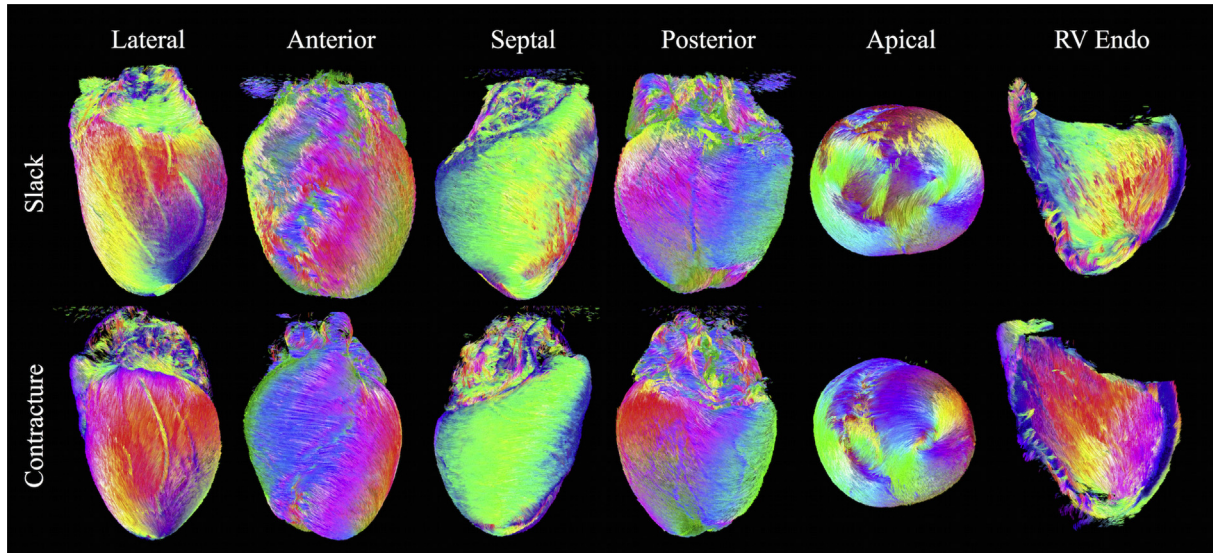 Lateral Anterior Septal Posterior Apical RV Endo
Slack
Contracture